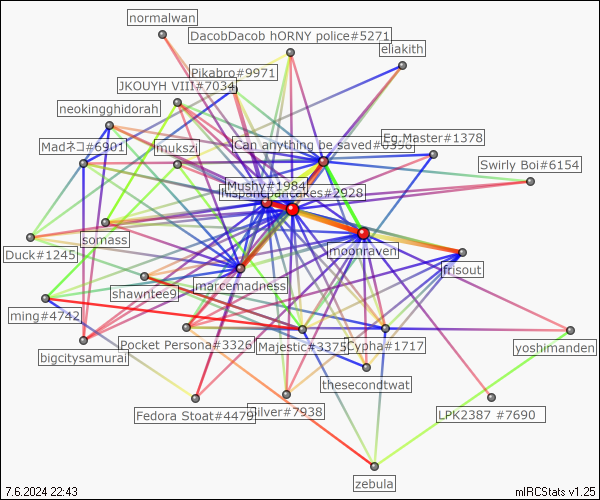 normalwan
DacobDacob hORNY police#5271
eliakith
Pikabro#9971
JKOUYH VIII#7034
neokingghidorah
Eg.Master#1378
Madネコ#6901
mukszi
Can anything be saved#6398
Swirly Boi#6154
Mushy#1984
hispanicpancakes#2928
somass
Duck#1245
moonraven
frisout
marcemadness
shawntee9
ming#4742
Pocket Persona#3326
Majestic#3375
Cypha#1717
yoshimanden
bigcitysamurai
thesecondtwat
Fedora Stoat#4479
Silver#7938
LPK2387 #7690
zebula
7.6.2024 22:43
mIRCStats v1.25